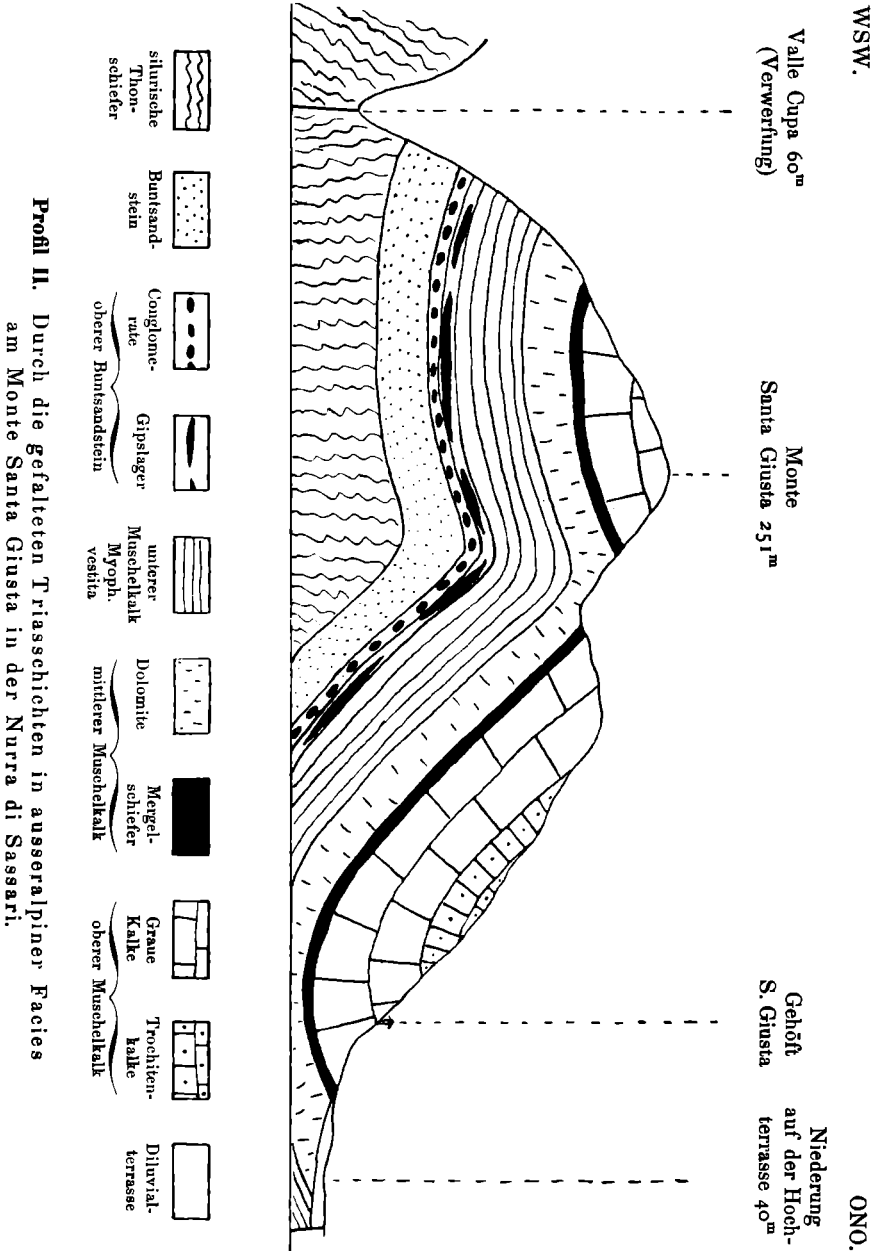 WSW.
ONO.
Valle Cupa 60m
(Verwerfung)
Monte
Santa Giusta 251m
Gehöft
S. Giusta
Niederung
auf der Hoch-
terrasse 40m
silurische
Thon-
schiefer
Buntsand-
stein
Conglome-
rate
Gipslager
oberer Buntsandstein
unterer
Muschelkalk
Myoph.
vestita
Dolomite
Mergel-
schiefer
mittlerer Muschelkalk
Graue
Kalke
Trochiten-
kalke
oberer Muschelkalk
Diluvial-
terrasse
Profil II. Durch die gefalteten Triasschichten in ausseralpiner Facies
am Monte Santa Giusta in der Nurra di Sassari.